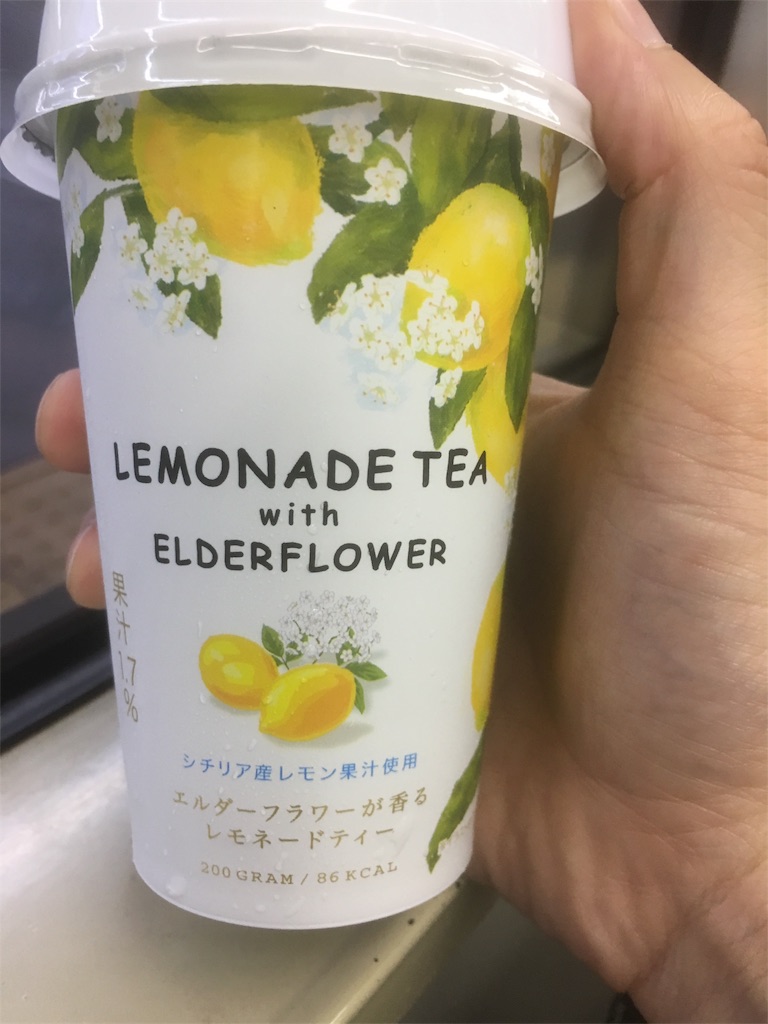 LEMONADE TEA
with
ELDERFLOWER
果汁1.7%
シチリア産レモン果汁使用
エルダーフラワーが香る
レモネードティー
200 GRAM / 86 KCAL